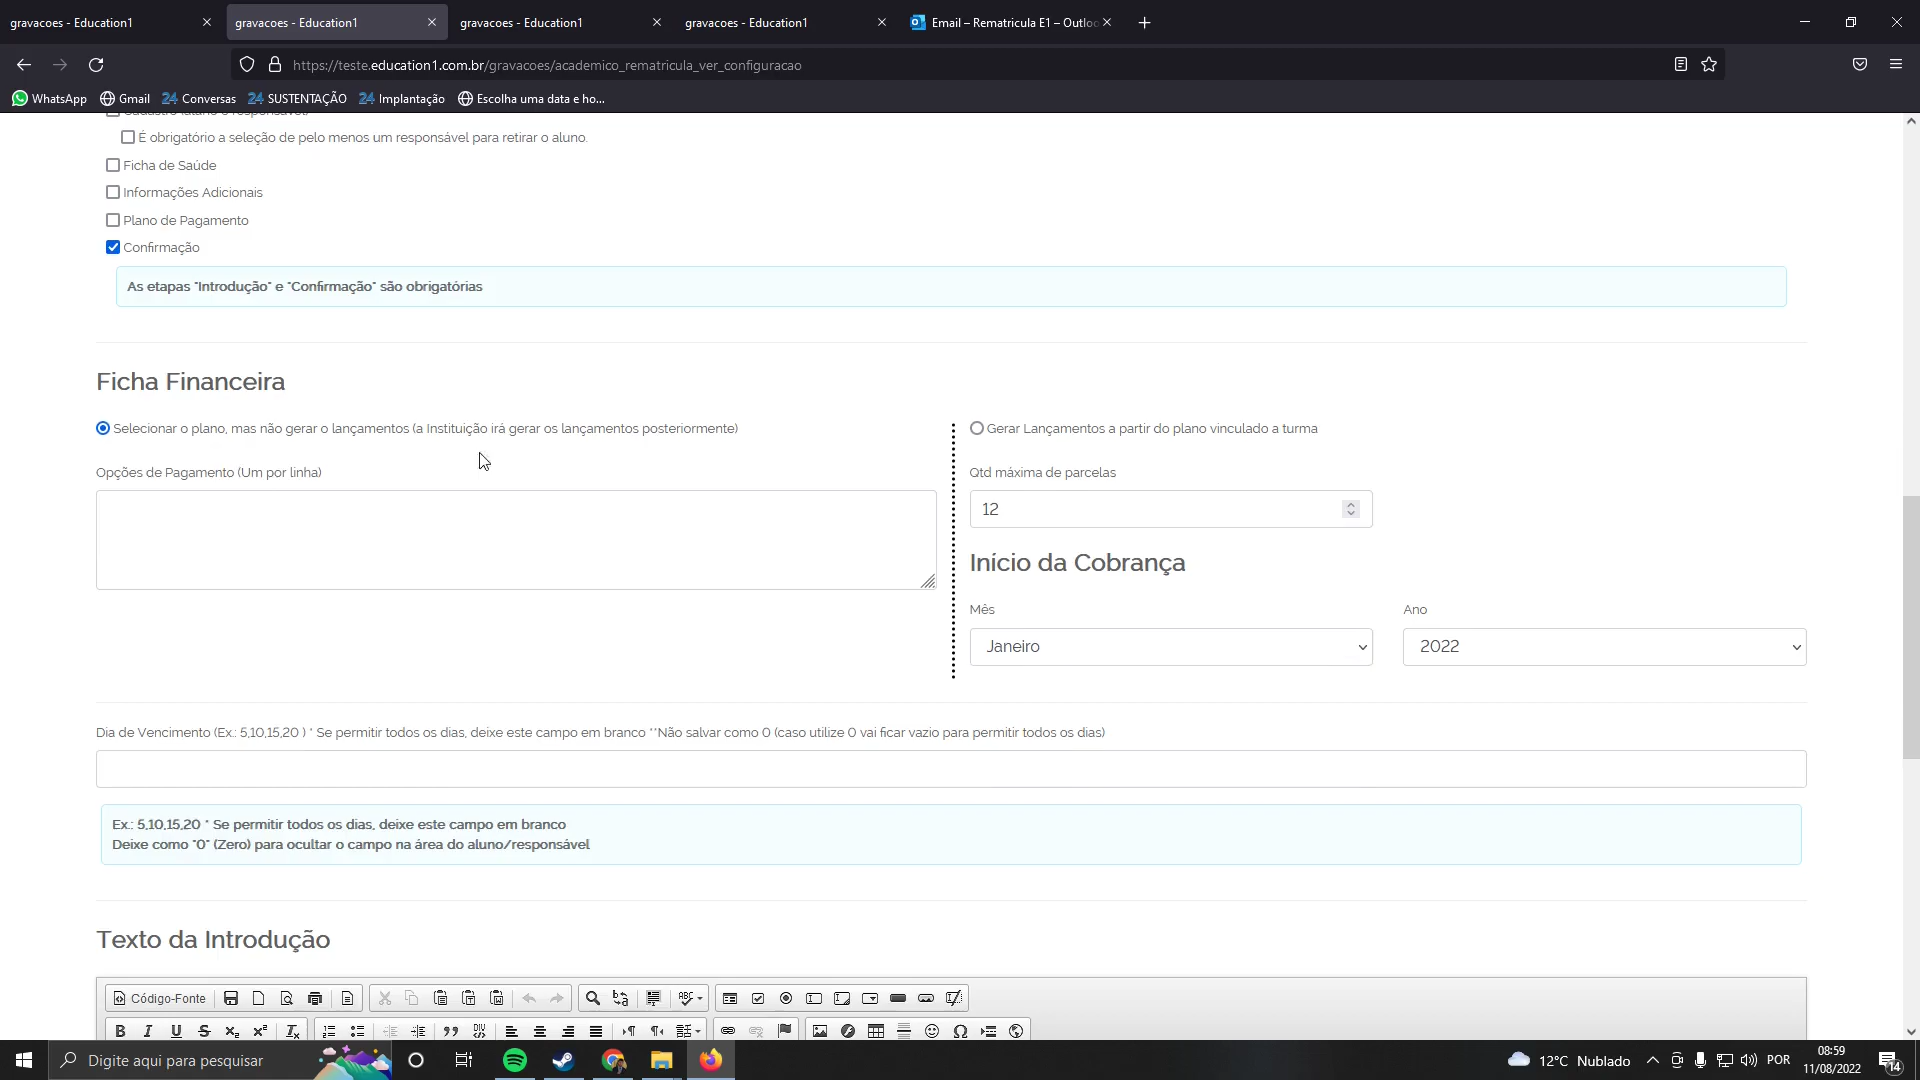 gravacoes - Education1
gravacoes - Education1
gravacoes - Education1
gravacoes - Education1
Email – Rematricula E1 – Outloo
https://teste.education1.com.br/gravacoes/academico_rematricula_ver_configuracao
WhatsApp
Gmail
24 Conversas
24 SUSTENTAÇÃO
24 Implantação
Escolha uma data e ho...
É obrigatório a seleção de pelo menos um responsável para retirar o aluno.
Ficha de Saúde
Informações Adicionais
Plano de Pagamento
Confirmação
As etapas "Introdução" e "Confirmação" são obrigatórias
Ficha Financeira
Selecionar o plano, mas não gerar o lançamentos (a Instituição irá gerar os lançamentos posteriormente)
Gerar Lançamentos a partir do plano vinculado a turma
Opções de Pagamento (Um por linha)
Qtd máxima de parcelas
12
Início da Cobrança
Mês
Ano
Janeiro
2022
Dia de Vencimento (Ex.: 5,10,15,20 ) * Se permitir todos os dias, deixe este campo em branco **Não salvar como 0 (caso utilize 0 vai ficar vazio para permitir todos os dias)
Ex.: 5,10,15,20 * Se permitir todos os dias, deixe este campo em branco
Deixe como "0" (Zero) para ocultar o campo na área do aluno/responsável
Texto da Introdução
Código-Fonte
Digite aqui para pesquisar
12°C Nublado
POR
08:59
11/08/2022
14